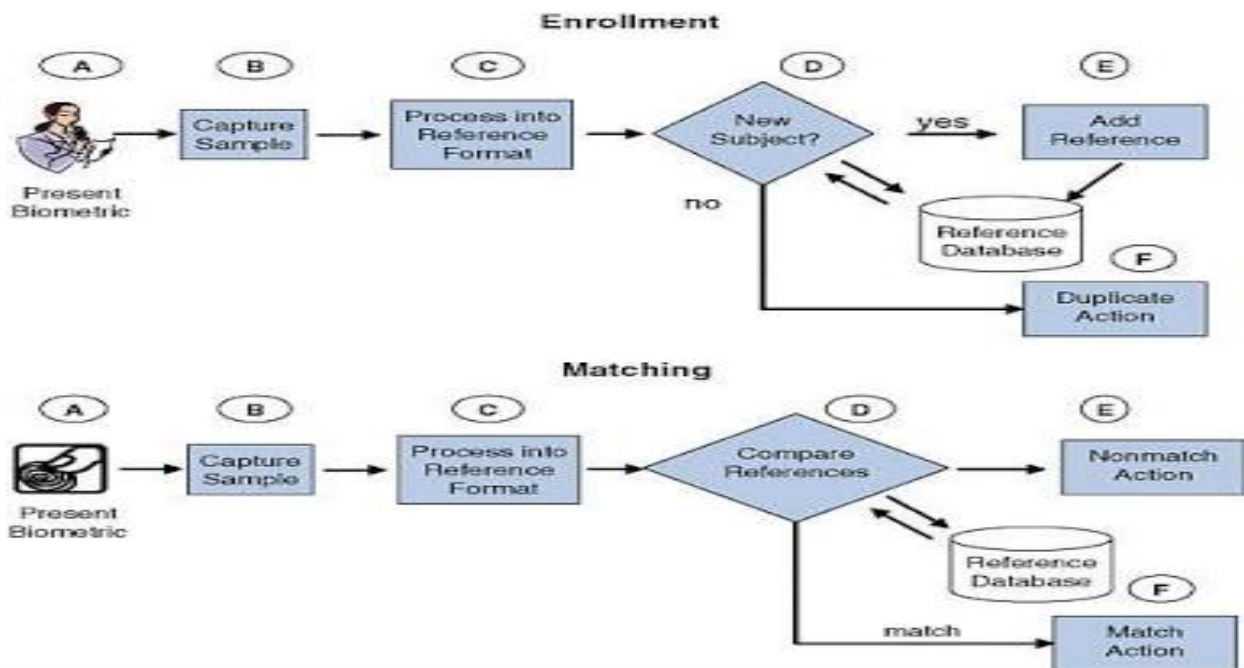 Enrollment
A
B
C
D
E
Present
Biometric
Capture
Sample
Process into
Reference
Format
New
Subject?
yes
Add
Reference
no
Reference
Database
F
Duplicate
Action
Matching
A
B
C
D
E
Present
Biometric
Capture
Sample
Process into
Reference
Format
Compare
References
Nonmatch
Action
Reference
Database
F
match
Match
Action